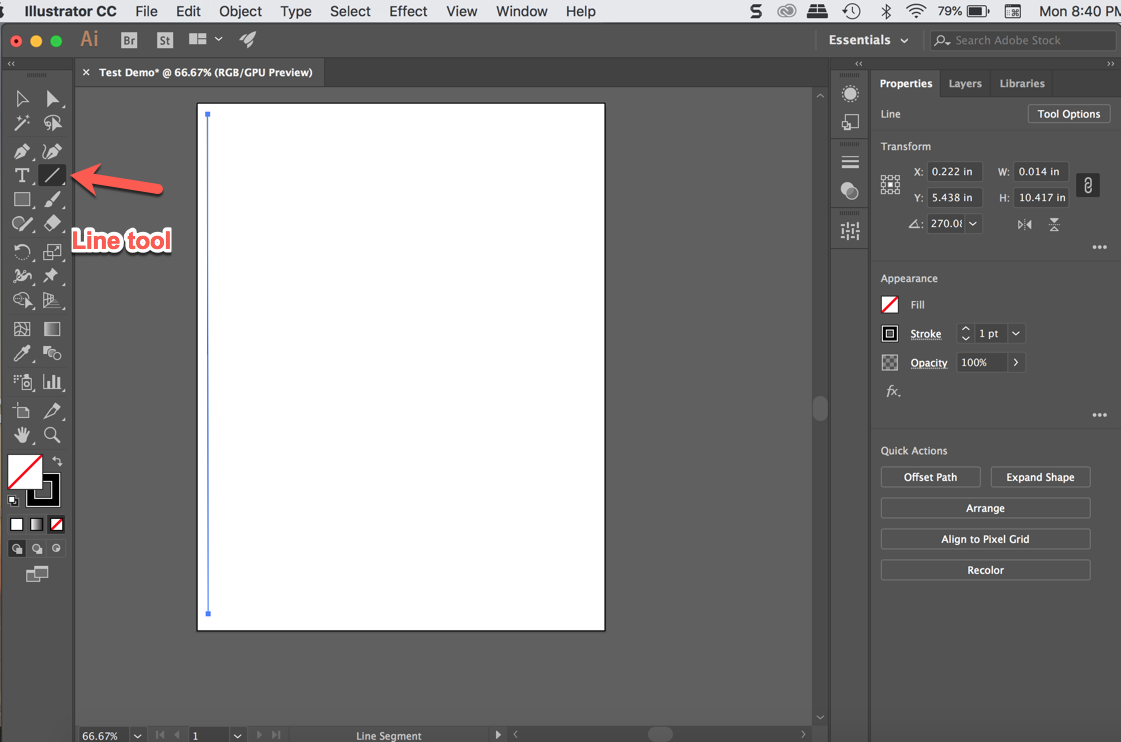 Illustrator CC File Edit Object Type Select Effect View Window Help 79% Mon 8:40 PM
Ai Br St Essentials Search Adobe Stock
× Test Demo* @ 66.67% (RGB/GPU Preview)
Properties Layers Libraries
Line Tool Options
Transform
X: 0.222 in W: 0.014 in
Y: 5.438 in H: 10.417 in
270.08
Line tool
Appearance
Fill
Stroke 1 pt
Opacity 100%
fx.
Quick Actions
Offset Path Expand Shape
Arrange
Align to Pixel Grid
Recolor
66.67% 1 Line Segment